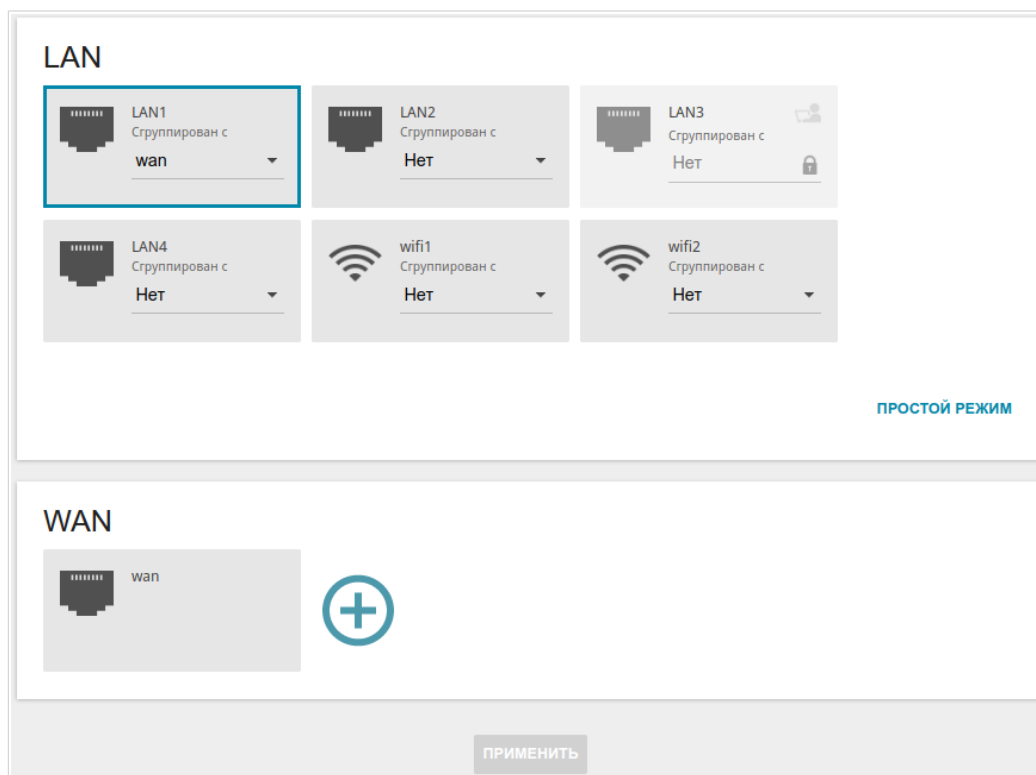 LAN
LAN1
Сгруппирован с
wan
LAN2
Сгруппирован с
Нет
LAN3
Сгруппирован с
Нет
LAN4
Сгруппирован с
Нет
wifi1
Сгруппирован с
Нет
wifi2
Сгруппирован с
Нет
ПРОСТОЙ РЕЖИМ
WAN
wan
ПРИМЕНИТЬ